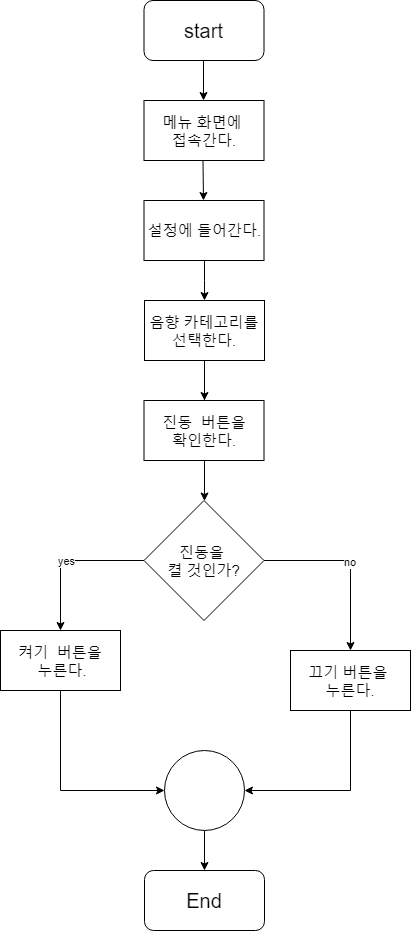 start
메뉴 화면에
접속간다.
설정에 들어간다.
음향 카테고리를
선택한다.
진동 버튼을
확인한다.
진동을
켤 것인가?
yes
no
켜기 버튼을
누른다.
끄기 버튼을
누른다.
End